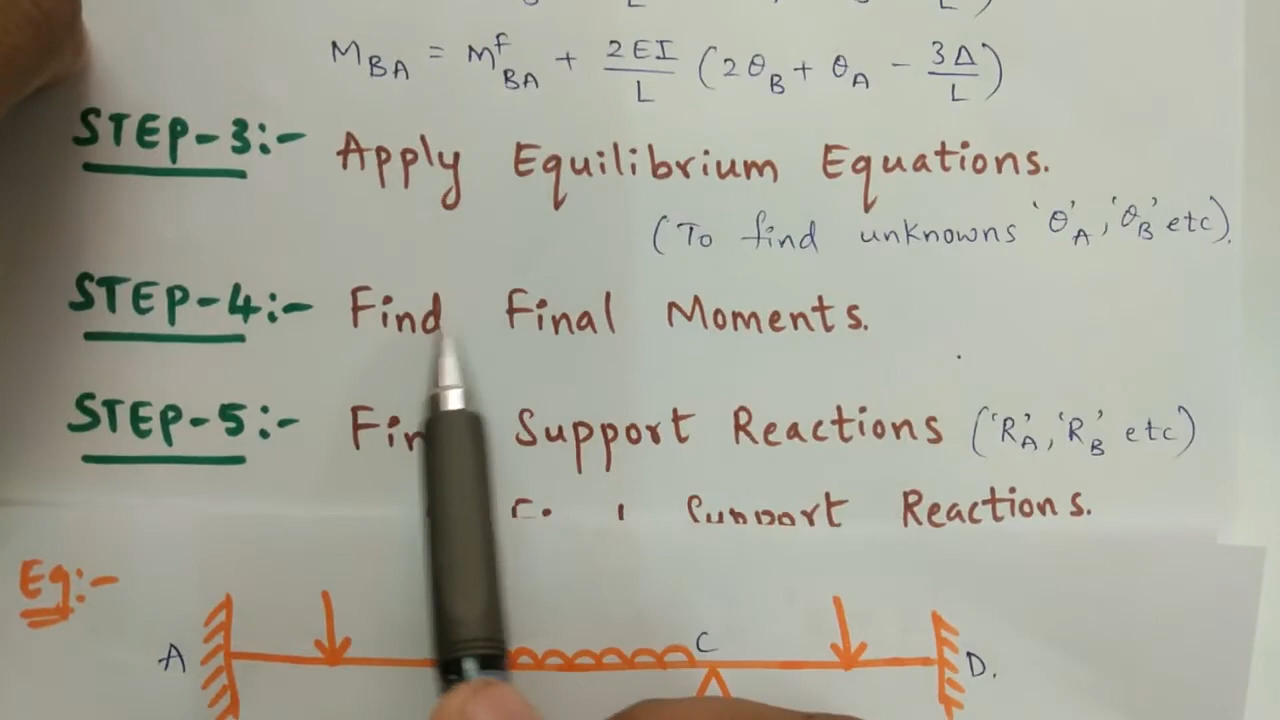 M_BA = M^f_BA + 2EI/L (2θ_B + θ_A − 3Δ/L)
STEP-3:- Apply Equilibrium Equations.
(To find unknowns 'θ_A', 'θ_B' etc).
STEP-4:- Find Final Moments.
STEP-5:- Support Reactions ('R_A', 'R_B' etc)
Support Reactions.
Eg:-
C
A D.